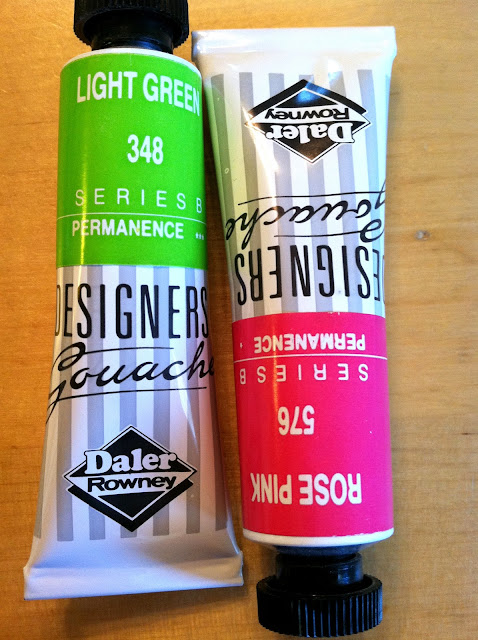 LIGHT GREEN
348
SERIES B
PERMANENCE ***
DESIGNERS
Gouache
Daler
Rowney
ROSE PINK
576
SERIES B
PERMANENCE *
DESIGNERS
Gouache
Daler
Rowney